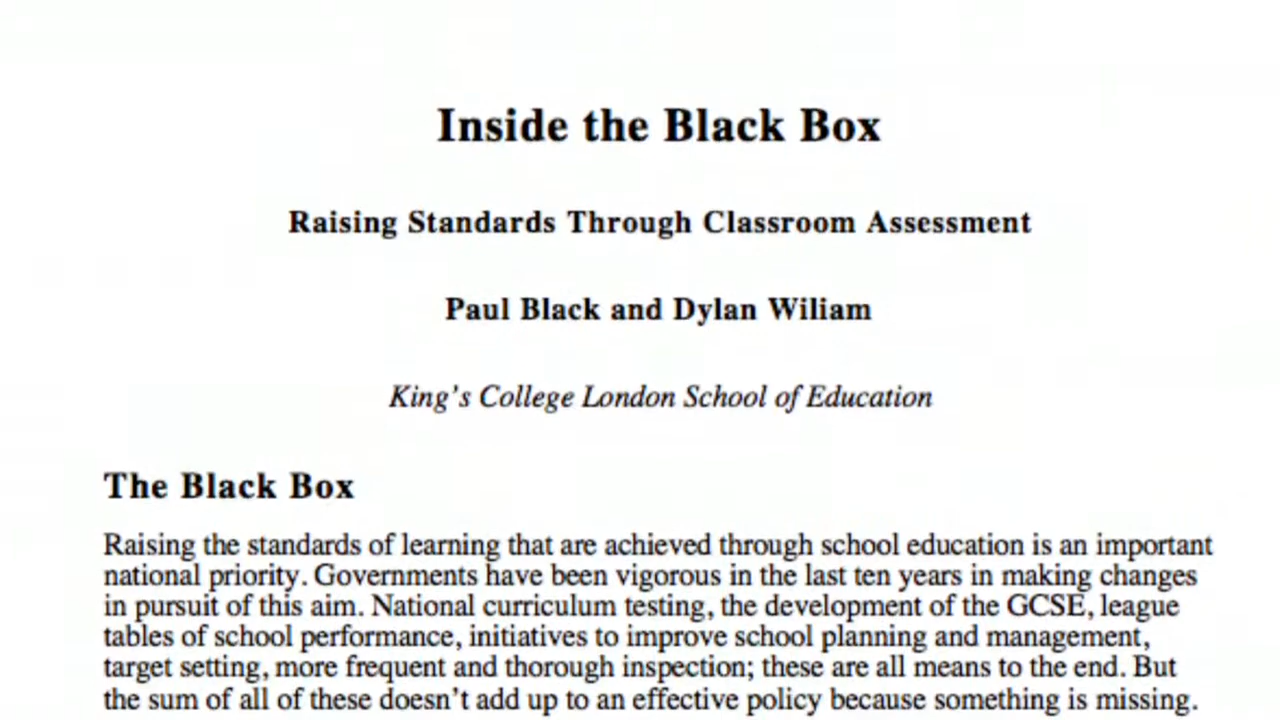 Inside the Black Box
Raising Standards Through Classroom Assessment
Paul Black and Dylan Wiliam
King's College London School of Education
The Black Box
Raising the standards of learning that are achieved through school education is an important
national priority. Governments have been vigorous in the last ten years in making changes
in pursuit of this aim. National curriculum testing, the development of the GCSE, league
tables of school performance, initiatives to improve school planning and management,
target setting, more frequent and thorough inspection; these are all means to the end. But
the sum of all of these doesn't add up to an effective policy because something is missing.